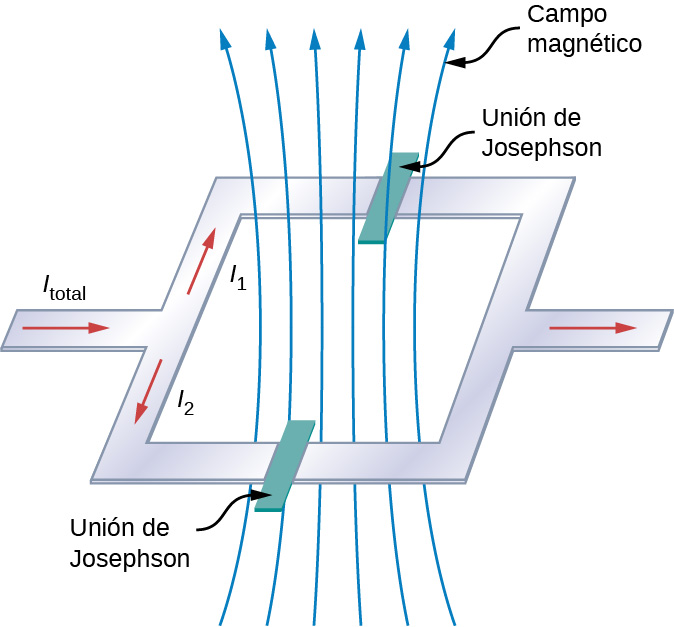 Campo
magnético
Unión de
Josephson
Itotal
I1
I2
Unión de
Josephson